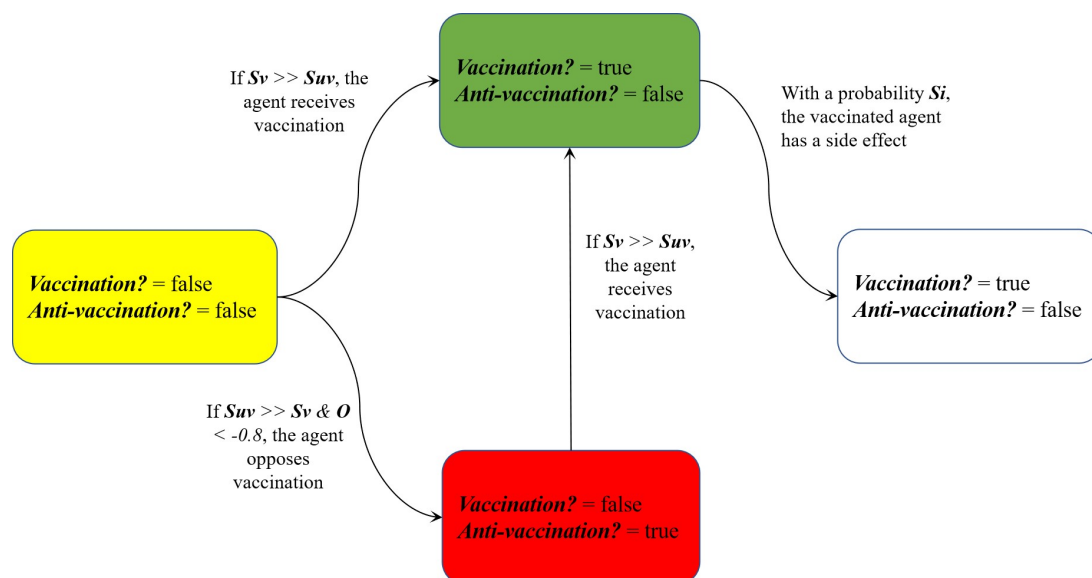 If Sv >> Suv, the
agent receives
vaccination
Vaccination? = true
Anti-vaccination? = false
With a probability Si,
the vaccinated agent
has a side effect
Vaccination? = false
Anti-vaccination? = false
If Sv >> Suv,
the agent
receives
vaccination
Vaccination? = true
Anti-vaccination? = false
If Suv >> Sv & O
< -0.8, the agent
opposes
vaccination
Vaccination? = false
Anti-vaccination? = true